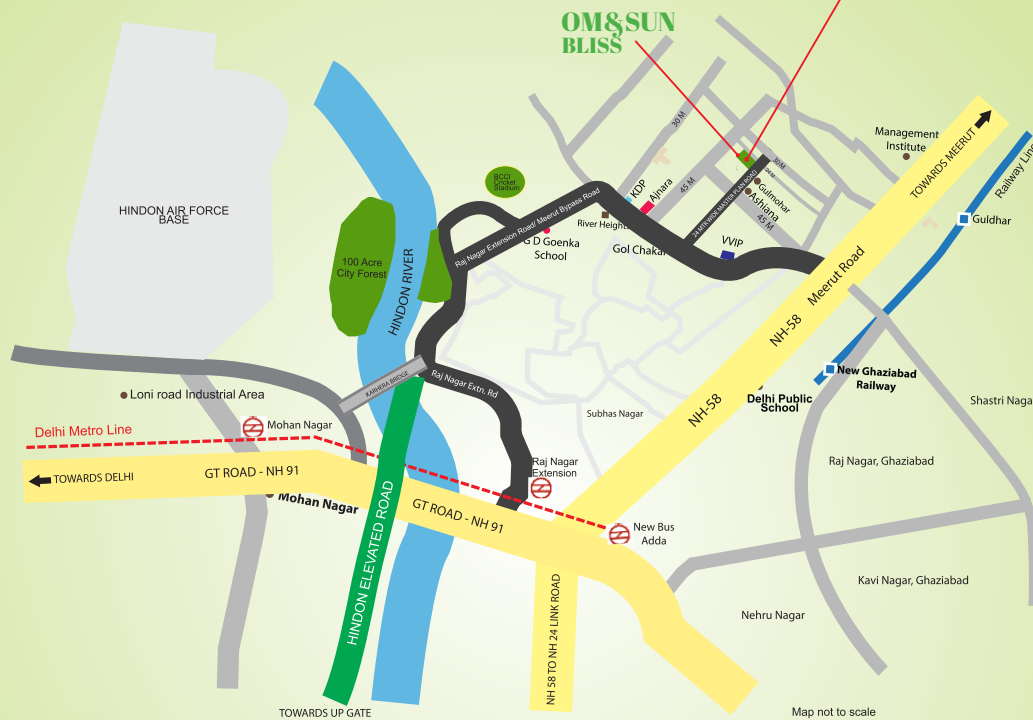 OM&SUN
BLISS
30 M
Management
Institute
TOWARDS MEERUT
Railway Line
HINDON AIR FORCE
BASE
BCCI
Cricket
Stadium
KDP
Ajnara
45 M
30 M
24 M
Gulmohar
Ashiana
45 M
24 MTR WIDE MASTER PLAN ROAD
Raj Nagar Extension Road/ Meerut Bypass Road
River Heights
G D Goenka
School
Gol Chakar
VVIP
Guldhar
100 Acre
City Forest
HINDON RIVER
NH-58
Meerut Road
KARHERA BRIDGE
Raj Nagar Extn. Rd
New Ghaziabad
Railway
Loni road Industrial Area
Delhi Public
School
Shastri Naga
NH-58
Subhas Nagar
Delhi Metro Line
Mohan Nagar
Raj Nagar
Extension
Raj Nagar, Ghaziabad
TOWARDS DELHI
GT ROAD - NH 91
Mohan Nagar
GT ROAD - NH 91
New Bus
Adda
HINDON ELEVATED ROAD
NH 58 TO NH 24 LINK ROAD
Kavi Nagar, Ghaziabad
Nehru Nagar
TOWARDS UP GATE
Map not to scale